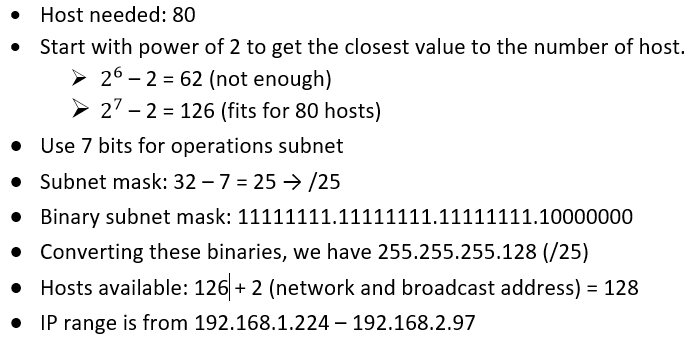 ● Host needed: 80
● Start with power of 2 to get the closest value to the number of host.
➢ 2⁶ – 2 = 62 (not enough)
➢ 2⁷ – 2 = 126 (fits for 80 hosts)
● Use 7 bits for operations subnet
● Subnet mask: 32 – 7 = 25 → /25
● Binary subnet mask: 11111111.11111111.11111111.10000000
● Converting these binaries, we have 255.255.255.128 (/25)
● Hosts available: 126 + 2 (network and broadcast address) = 128
● IP range is from 192.168.1.224 – 192.168.2.97